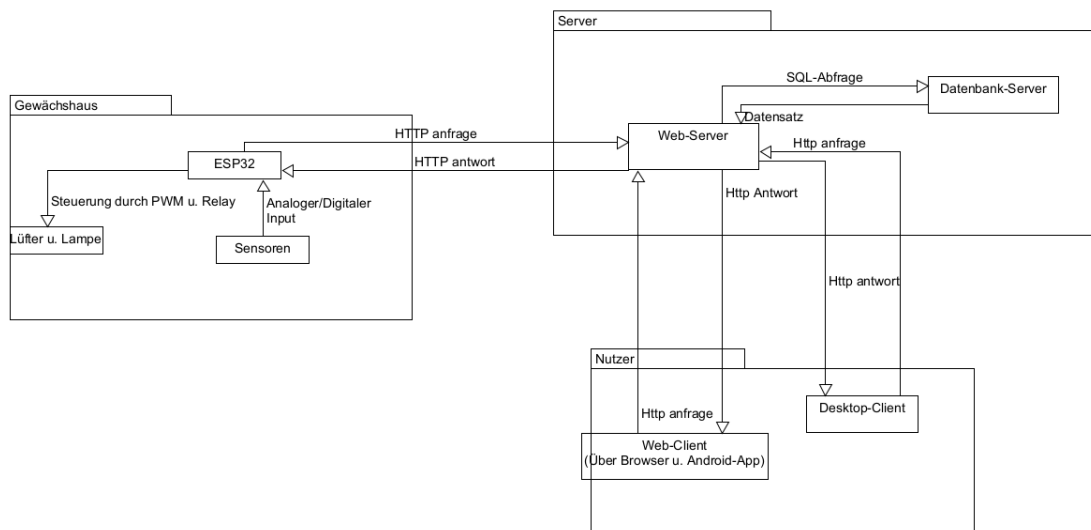 Server
SQL-Abfrage
Datenbank-Server
Gewächshaus
Datensatz
HTTP anfrage
Web-Server
Http anfrage
ESP32
HTTP antwort
Steuerung durch PWM u. Relay
Analoger/Digitaler
Input
Http Antwort
Lüfter u. Lampe
Sensoren
Http antwort
Nutzer
Http anfrage
Desktop-Client
Web-Client
(Über Browser u. Android-App)